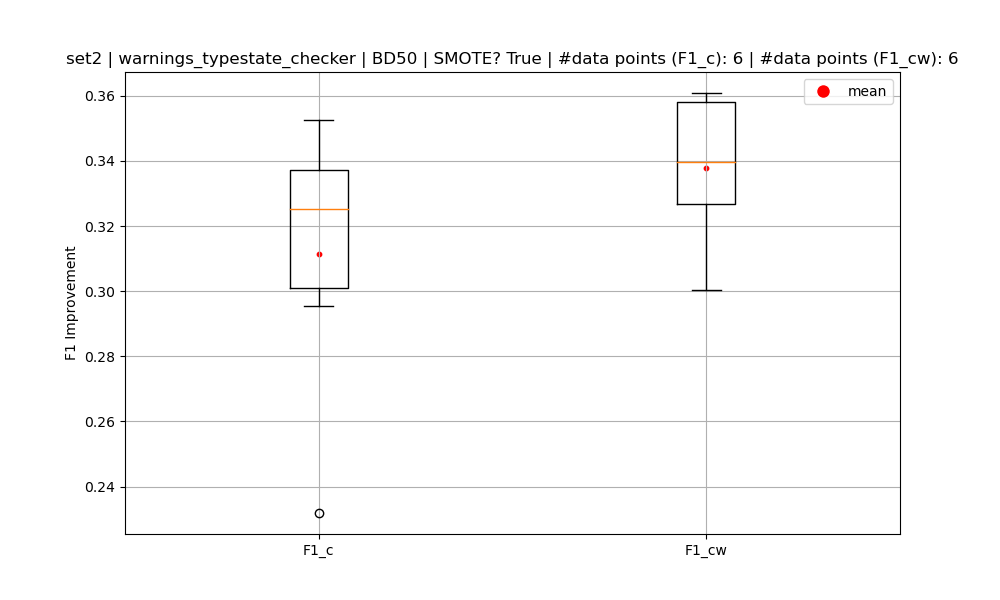 set2 | warnings_typestate_checker | BD50 | SMOTE? True | #data points (F1_c): 6 | #data points (F1_cw): 6
mean
0.36
0.34
0.32
0.30
0.28
0.26
0.24
F1 Improvement
F1_c
F1_cw